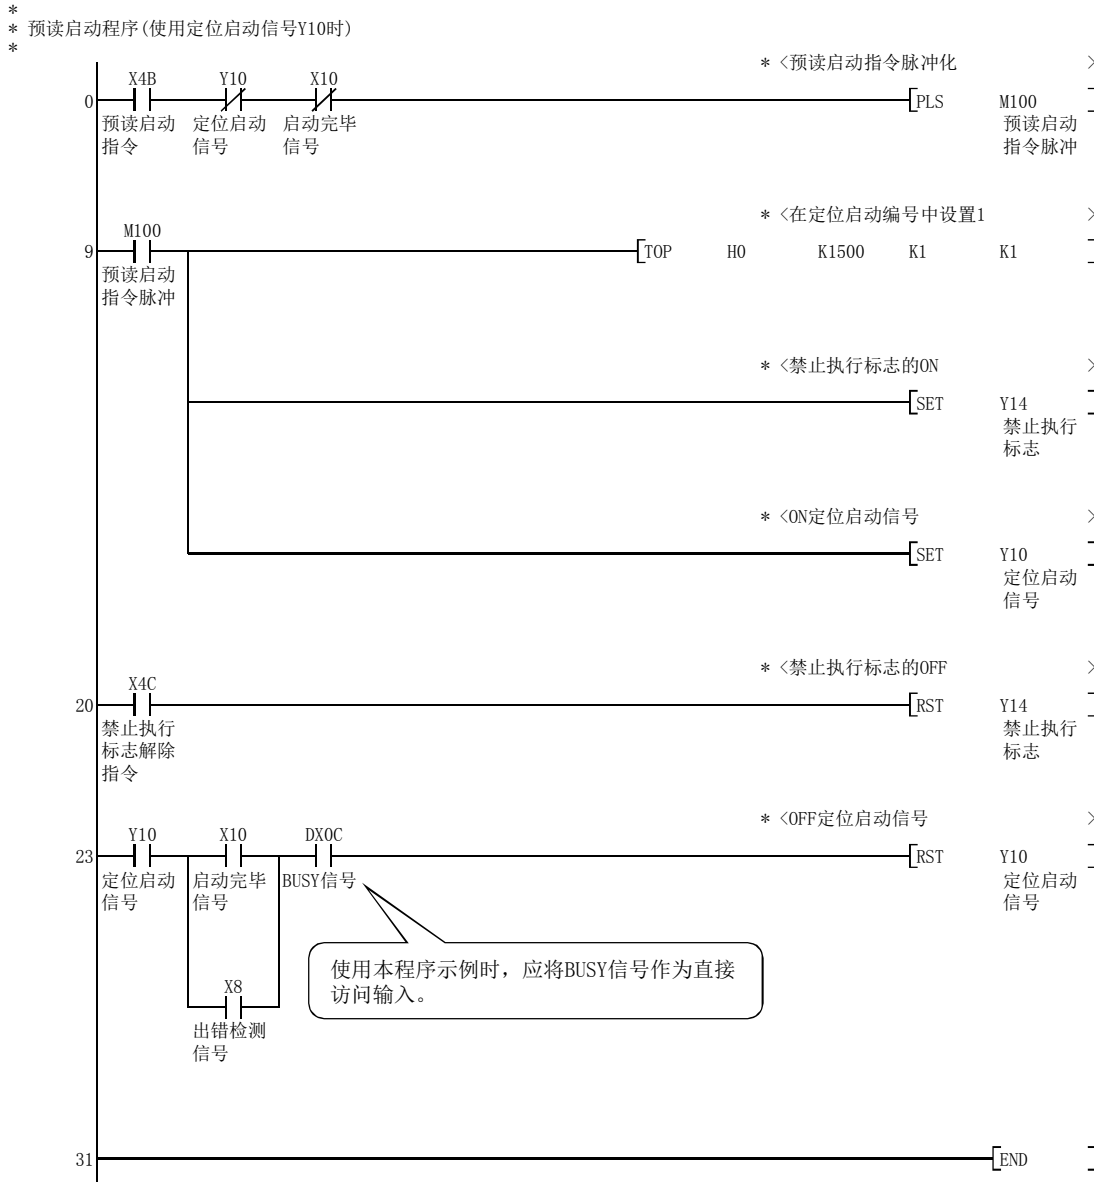 *
* 预读启动程序(使用定位启动信号Y10时)
*
* <预读启动指令脉冲化 >
X4B Y10 X10
0 [PLS M100 ]
预读启动 定位启动 启动完毕 预读启动
指令 信号 信号 指令脉冲
* <在定位启动编号中设置1 >
M100
9 [TOP H0 K1500 K1 K1 ]
预读启动
指令脉冲
* <禁止执行标志的ON >
[SET Y14 ]
禁止执行
标志
* <ON定位启动信号 >
[SET Y10 ]
定位启动
信号
* <禁止执行标志的OFF >
X4C
20 [RST Y14 ]
禁止执行 禁止执行
标志解除 标志
指令
* <OFF定位启动信号 >
Y10 X10 DX0C
23 [RST Y10 ]
定位启动 启动完毕 BUSY信号 定位启动
信号 信号 信号
使用本程序示例时，应将BUSY信号作为直接
访问输入。
X8
出错检测
信号
31 [END ]